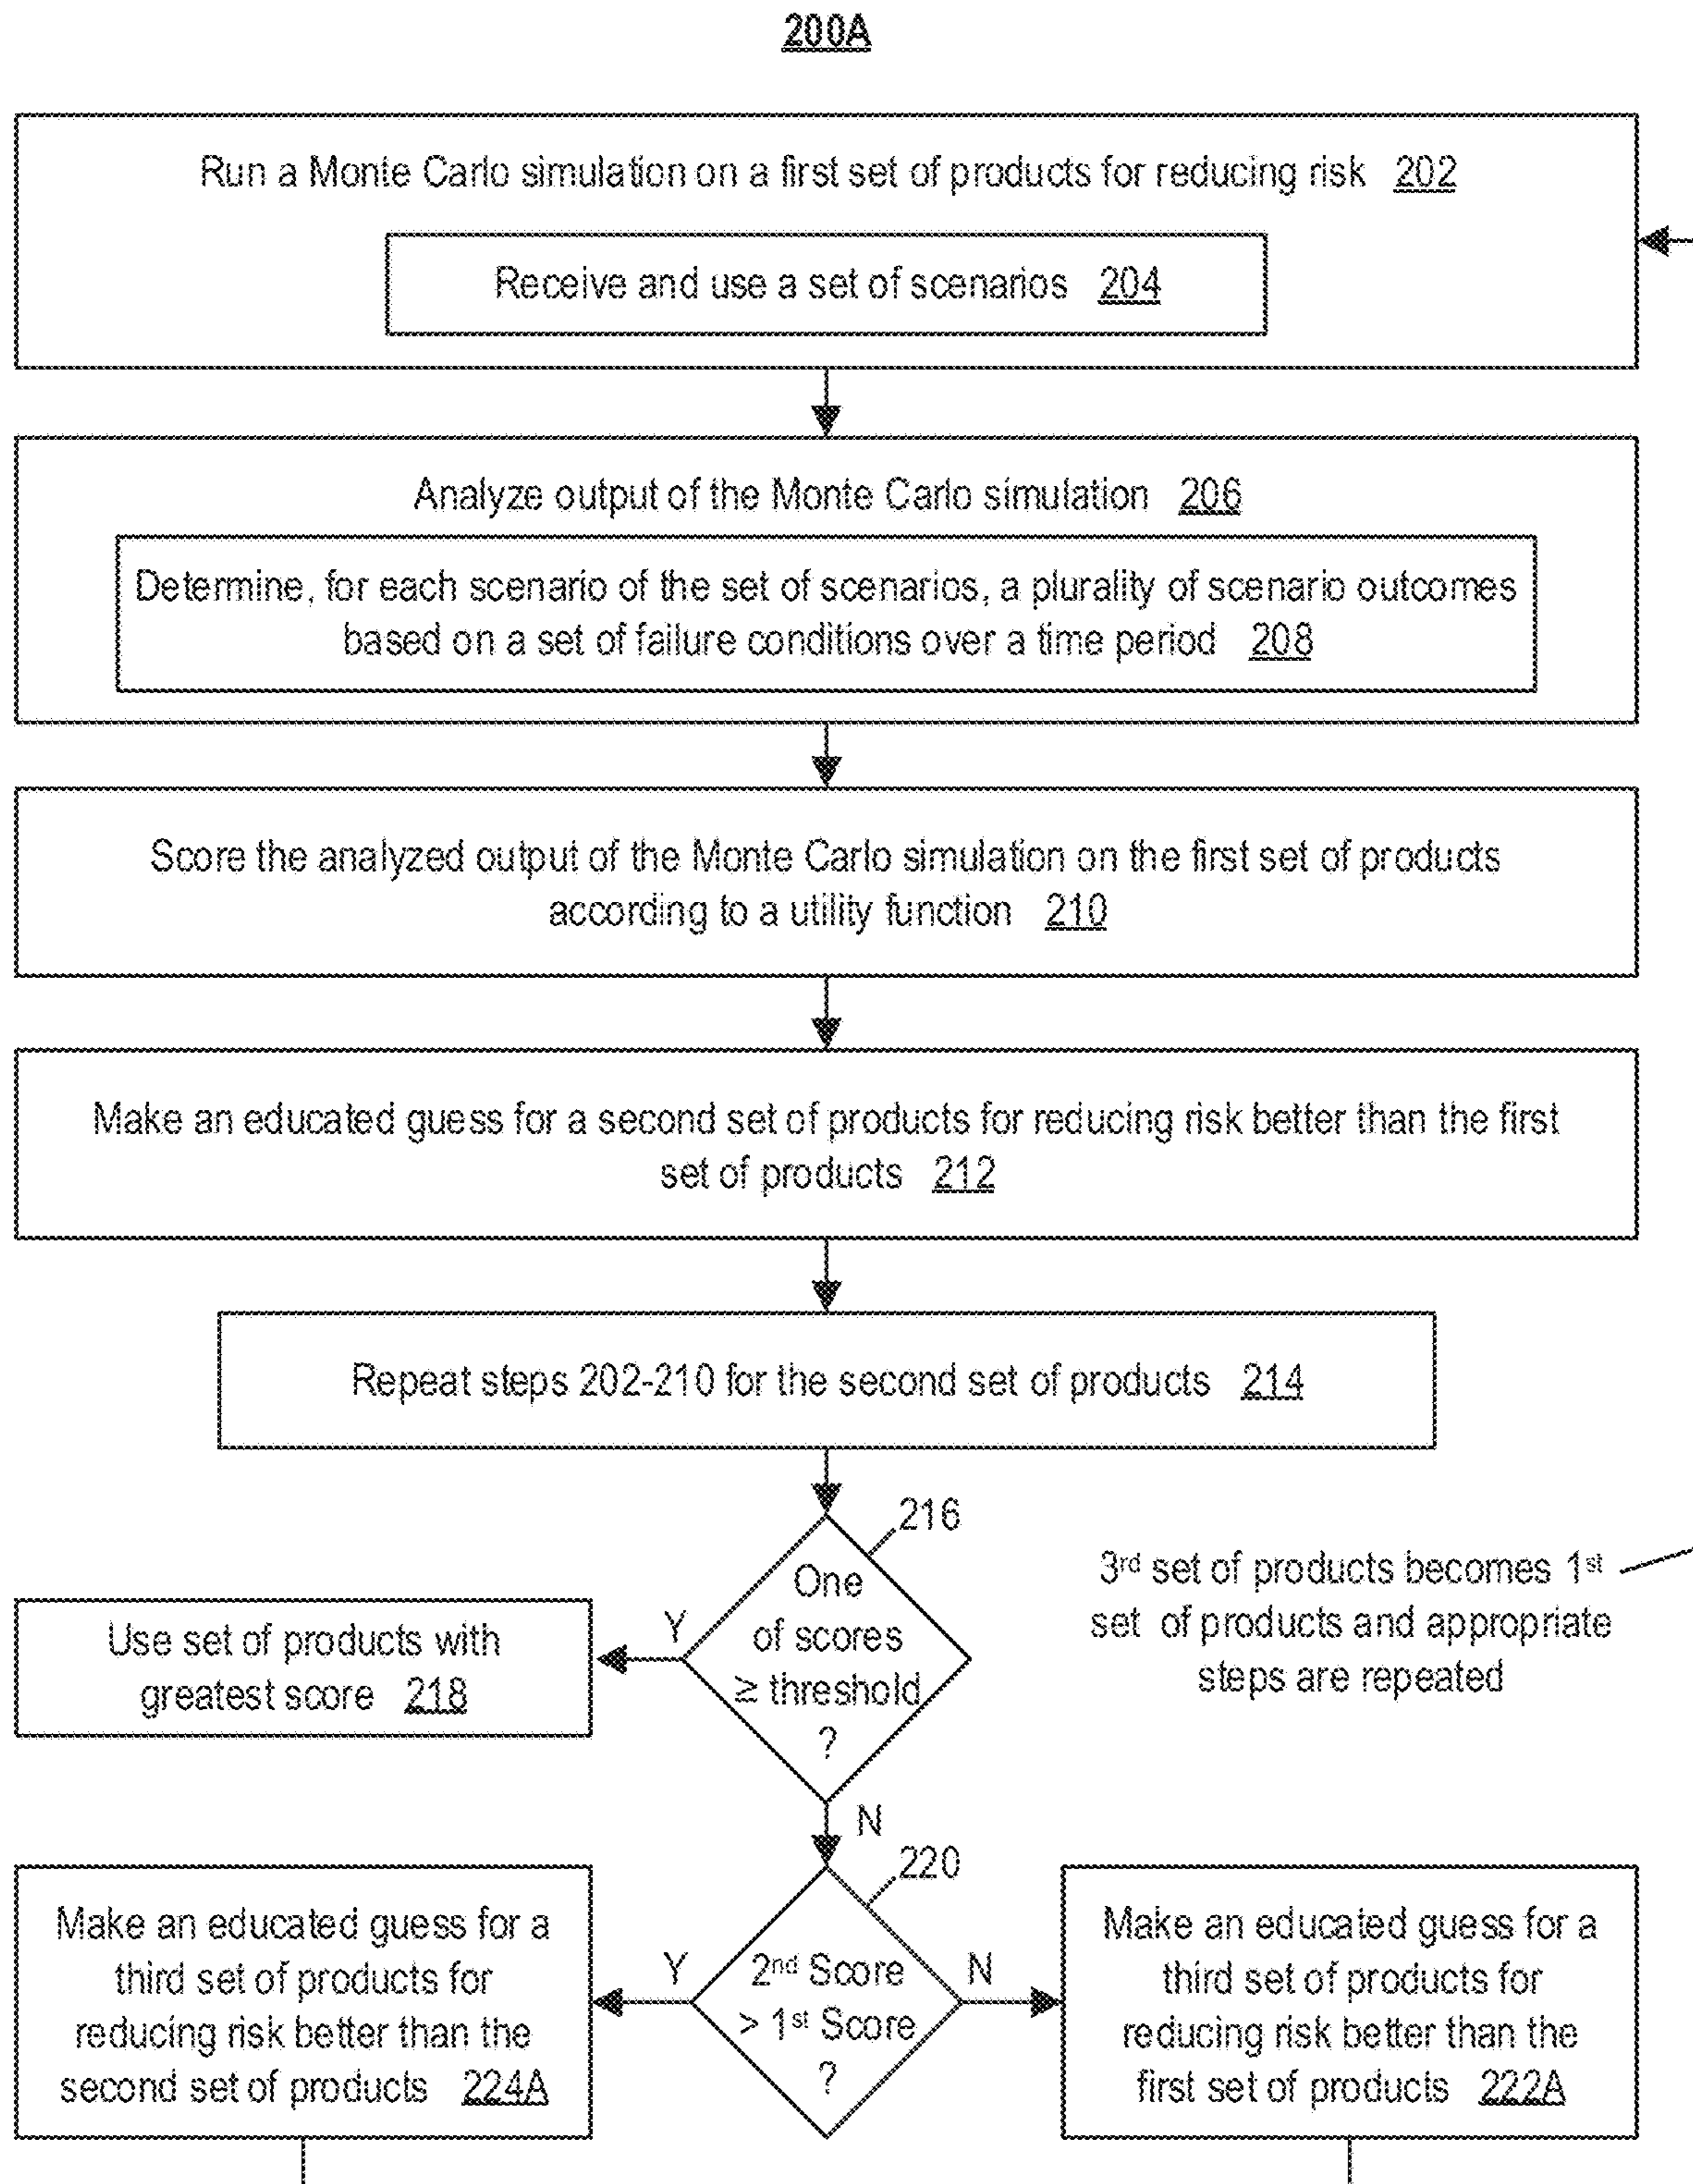 200A
Run a Monte Carlo simulation on a first set of products for reducing risk 202
Receive and use a set of scenarios 204
Analyze output of the Monte Carlo simulation 206
Determine, for each scenario of the set of scenarios, a plurality of scenario outcomes
based on a set of failure conditions over a time period 208
Score the analyzed output of the Monte Carlo simulation on the first set of products
according to a utility function 210
Make an educated guess for a second set of products for reducing risk better than the first
set of products 212
Repeat steps 202-210 for the second set of products 214
216
One
of scores
≥ threshold
?
Y
Use set of products with
greatest score 218
3rd set of products becomes 1st
set of products and appropriate
steps are repeated
N
220
2nd Score
> 1st Score
?
Y
N
Make an educated guess for a
third set of products for
reducing risk better than the
second set of products 224A
Make an educated guess for a
third set of products for
reducing risk better than the
first set of products 222A